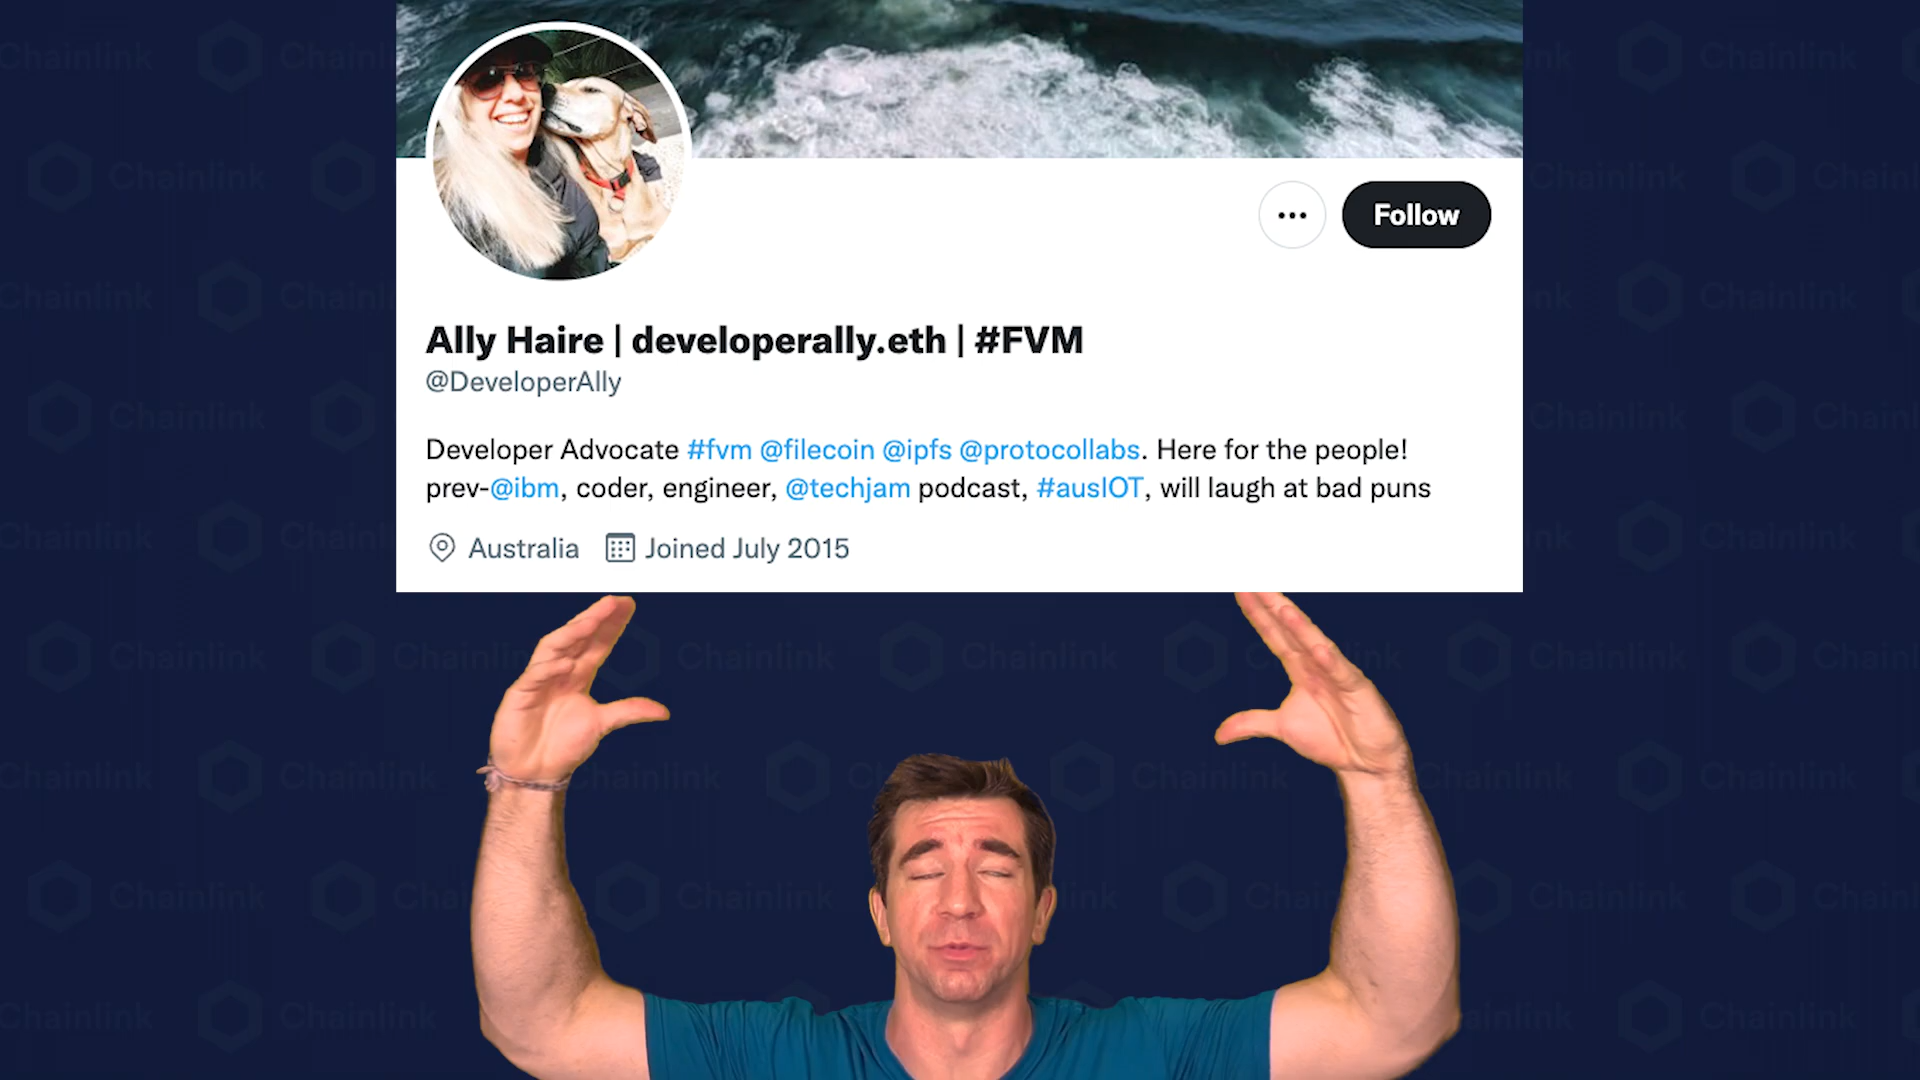 Ally Haire | developerally.eth | #FVM
@DeveloperAlly
Follow
Developer Advocate #fvm @filecoin @ipfs @protocollabs. Here for the people!
prev-@ibm, coder, engineer, @techjam podcast, #ausIOT, will laugh at bad puns
Australia Joined July 2015
Chainlink